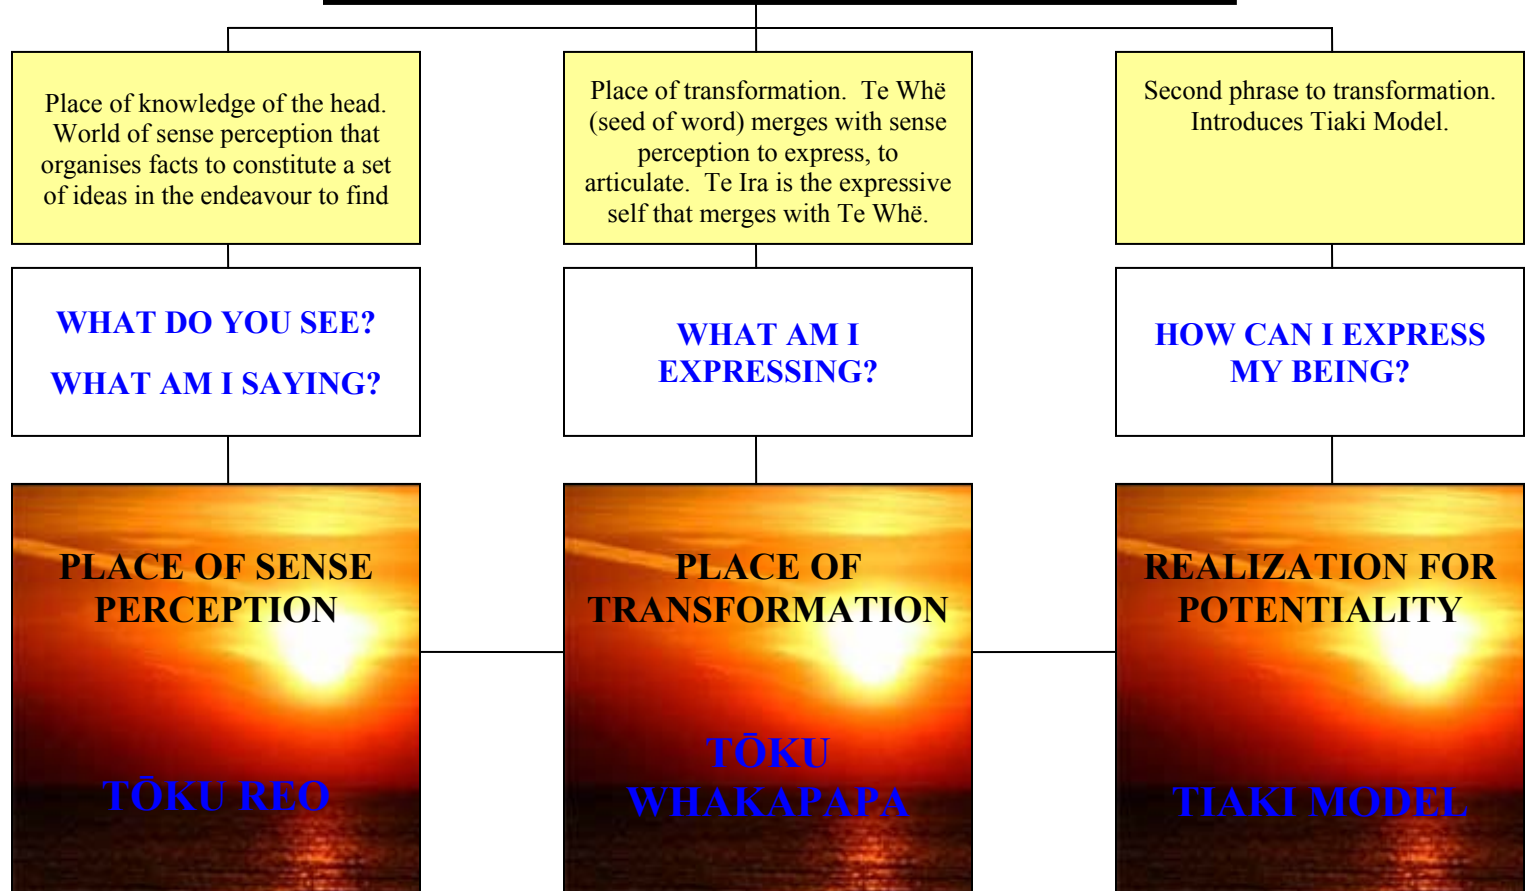 Place of knowledge of the head.
World of sense perception that
organises facts to constitute a set
of ideas in the endeavour to find
WHAT DO YOU SEE?
WHAT AM I SAYING?
PLACE OF SENSE
PERCEPTION
TŌKU REO
Place of transformation. Te Whë
(seed of word) merges with sense
perception to express, to
articulate. Te Ira is the expressive
self that merges with Te Whë.
WHAT AM I
EXPRESSING?
PLACE OF
TRANSFORMATION
TŌKU
WHAKAPAPA
Second phrase to transformation.
Introduces Tiaki Model.
HOW CAN I EXPRESS
MY BEING?
REALIZATION FOR
POTENTIALITY
TIAKI MODEL